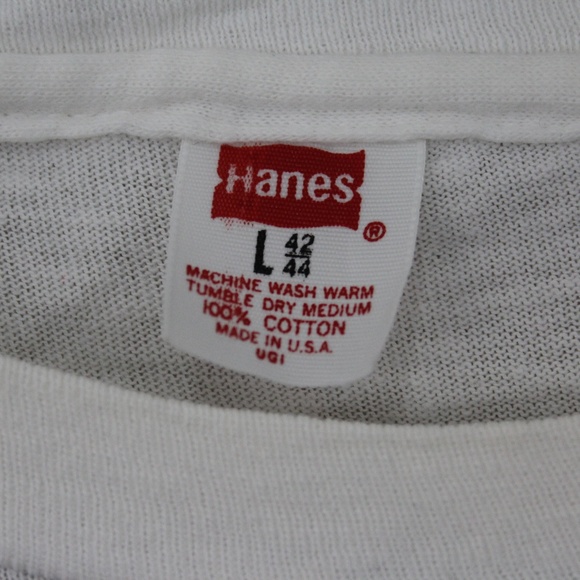 Hanes
®
L 42/44
MACHINE WASH WARM
TUMBLE DRY MEDIUM
100% COTTON
MADE IN U.S.A.
UGI